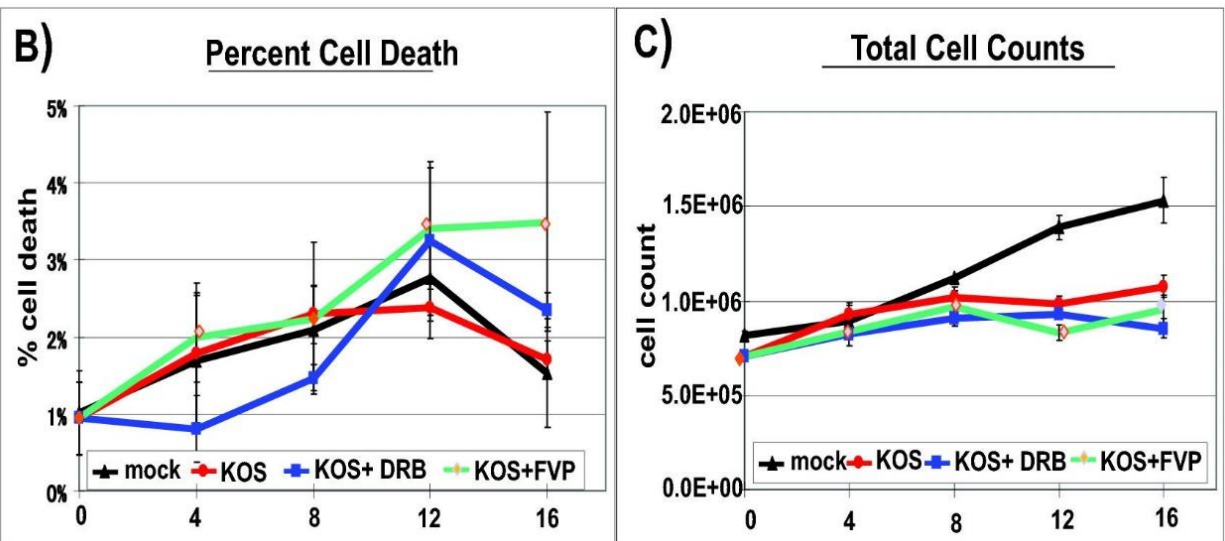 B) Percent Cell Death
5%
4%
3%
2%
1%
0%
% cell death
mock KOS KOS+ DRB KOS+FVP
0 4 8 12 16
C) Total Cell Counts
2.0E+06
1.5E+06
1.0E+06
5.0E+05
0.0E+00
cell count
mock KOS KOS+ DRB KOS+FVP
0 4 8 12 16